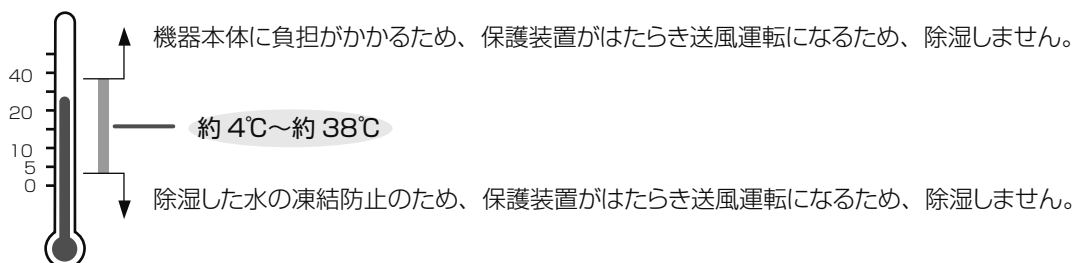 機器本体に負担がかかるため、保護装置がはたらき送風運転になるため、除湿しません。
40
20
約 4℃～約 38℃
10
5
0
除湿した水の凍結防止のため、保護装置がはたらき送風運転になるため、除湿しません。